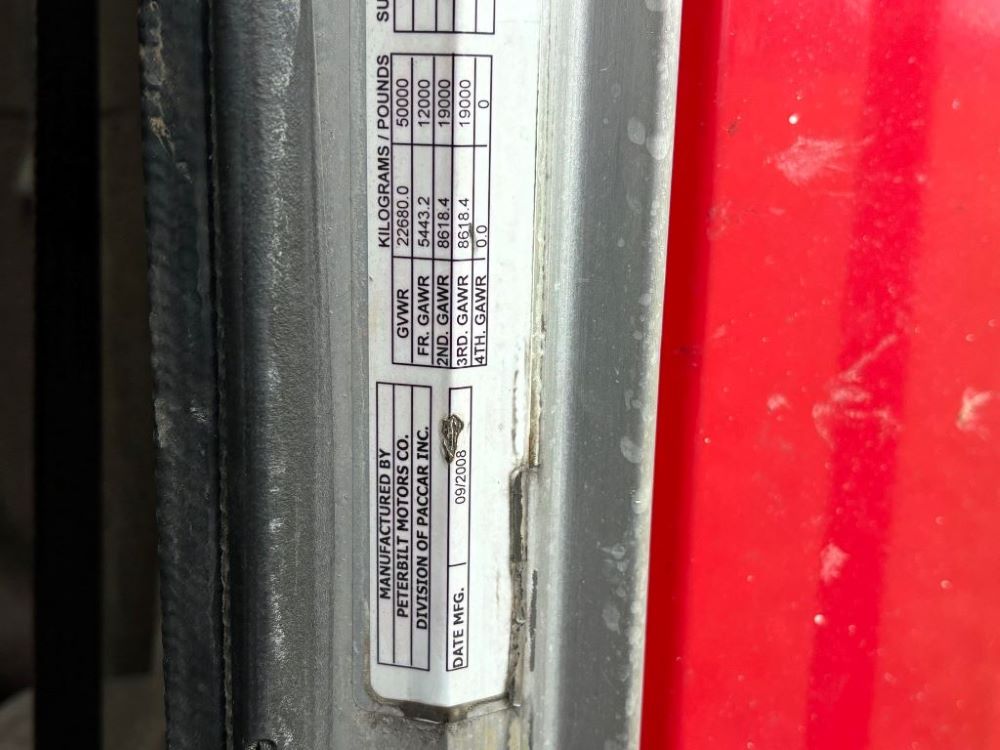 MANUFACTURED BY
PETERBILT MOTORS CO.
DIVISION OF PACCAR INC.
DATE MFG. 09/2008
KILOGRAMS / POUNDS
GVWR 22680.0 50000
FR. GAWR 5443.2 12000
2ND. GAWR 8618.4 19000
3RD. GAWR 8618.4 19000
4TH. GAWR 0.0 0
SU